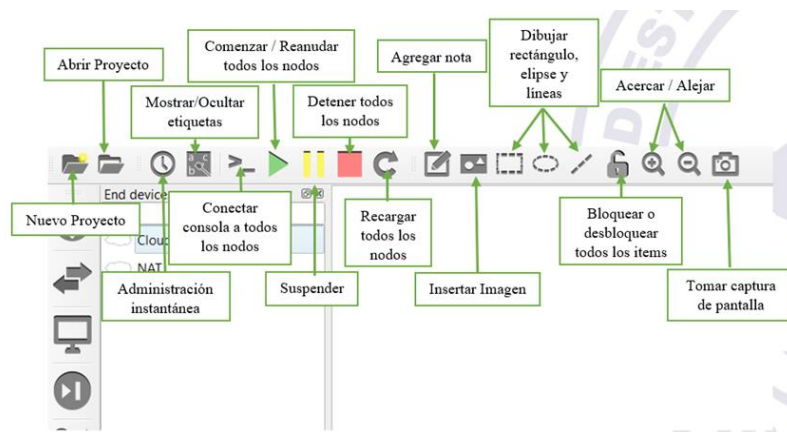 Abrir Proyecto
Comenzar / Reanudar
todos los nodos
Mostrar/Ocultar
etiquetas
Detener todos
los nodos
Agregar nota
Dibujar
rectángulo,
elipse y
líneas
Acercar / Alejar
a b c
End device
Nuevo Proyecto
Conectar
consola a todos
los nodos
Recargar
todos los
nodos
Bloquear o
desbloquear
todos los items
Cloud
NAT
Administración
instantánea
Suspender
Insertar Imagen
Tomar captura
de pantalla